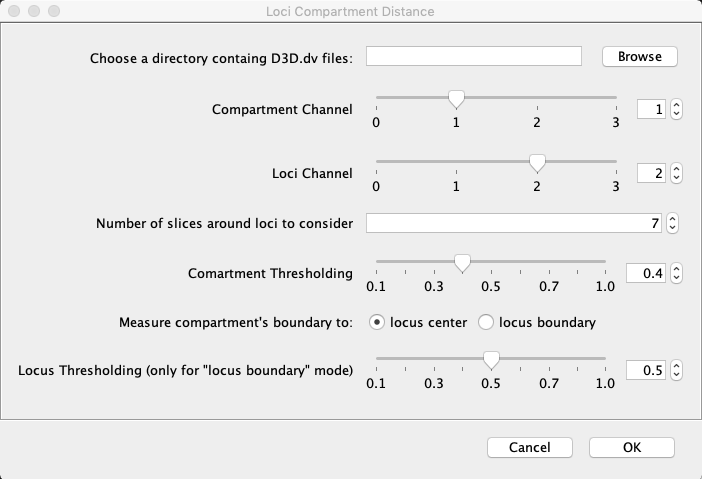 Loci Compartment Distance
Choose a directory containg D3D.dv files:
Browse
Compartment Channel
1
0 1 2 3
Loci Channel
2
0 1 2 3
Number of slices around loci to consider
7
Comartment Thresholding
0.4
0.1 0.3 0.5 0.7 1.0
Measure compartment's boundary to: locus center locus boundary
Locus Thresholding (only for "locus boundary" mode)
0.5
0.1 0.3 0.5 0.7 1.0
Cancel OK